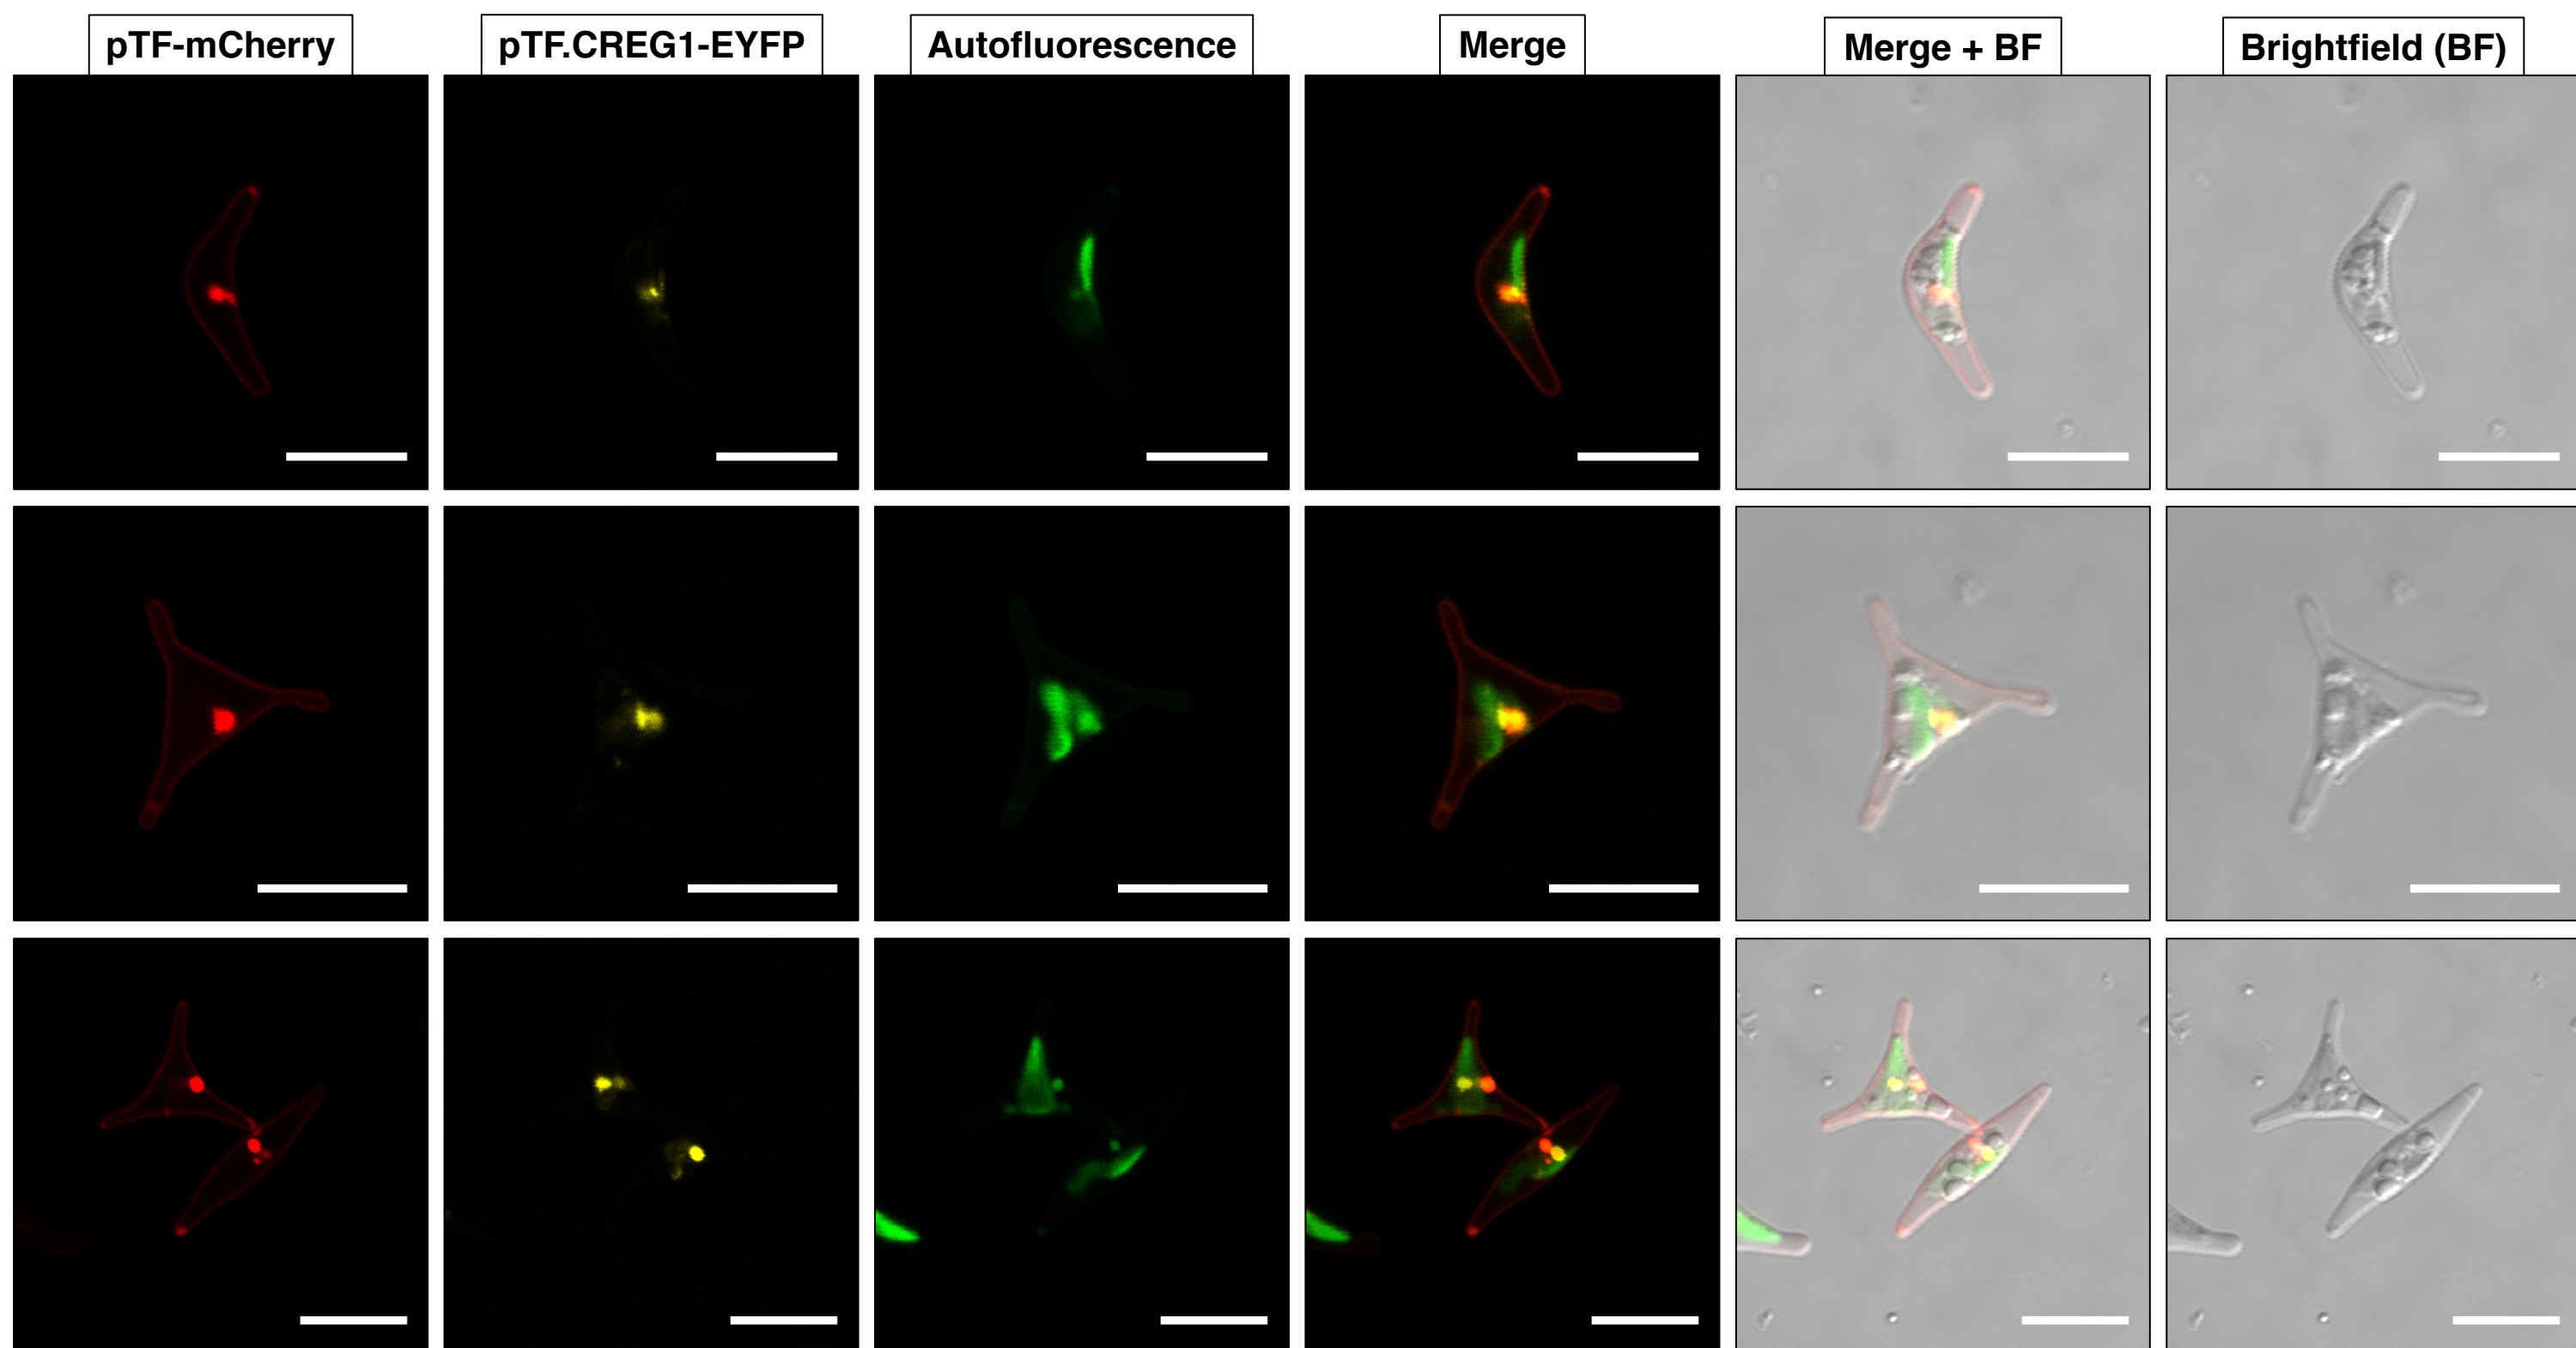 pTF-mCherry
pTF.CREG1-EYFP
Autofluorescence
Merge
Merge + BF
Brightfield (BF)